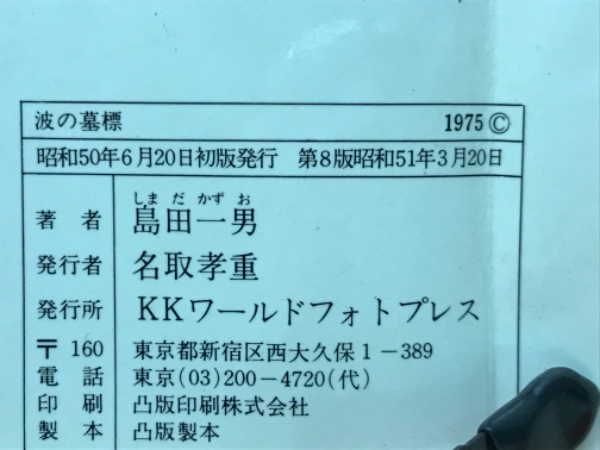 波の墓標 1975 ©
昭和50年6月20日初版発行 第8版昭和51年3月20日
しま だ かず お
著者 島田一男
発行者 名取孝重
発行所 KKワールドフォトプレス
〒160 東京都新宿区西大久保1-389
電話 東京(03)200-4720(代)
印刷 凸版印刷株式会社
製本 凸版製本